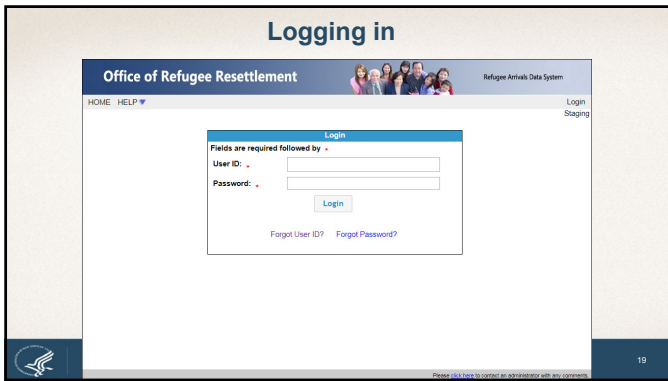 Logging in
Office of Refugee Resettlement
Refugee Arrivals Data System
HOME HELP
Login
Staging
Login
Fields are required followed by *
User ID: *
Password: *
Login
Forgot User ID? Forgot Password?
Please click here to contact an administrator with any comments.
19